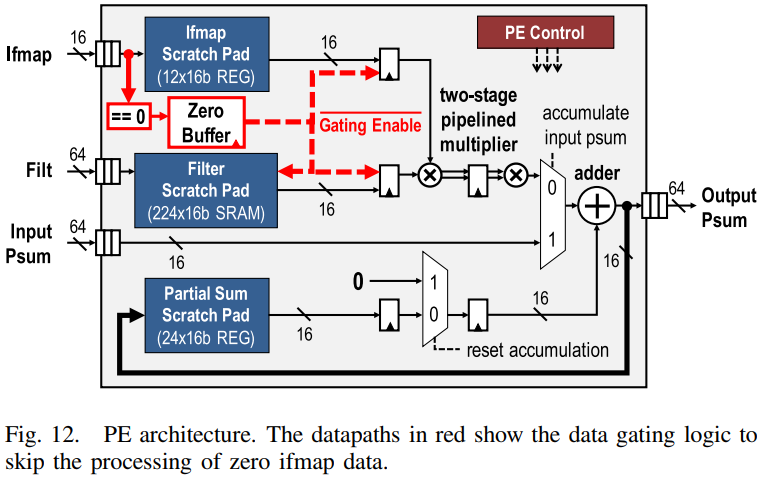 Ifmap
16
Ifmap
Scratch Pad
(12x16b REG)
16
PE Control
== 0
Zero
Buffer
Gating Enable
two-stage
pipelined
multiplier
accumulate
input psum
Filt
64
Filter
Scratch Pad
(224x16b SRAM)
16
0
1
adder
64
Output
Psum
Input
Psum
64
16
16
0
1
0
Partial Sum
Scratch Pad
(24x16b REG)
16
16
reset accumulation
Fig. 12. PE architecture. The datapaths in red show the data gating logic to
skip the processing of zero ifmap data.